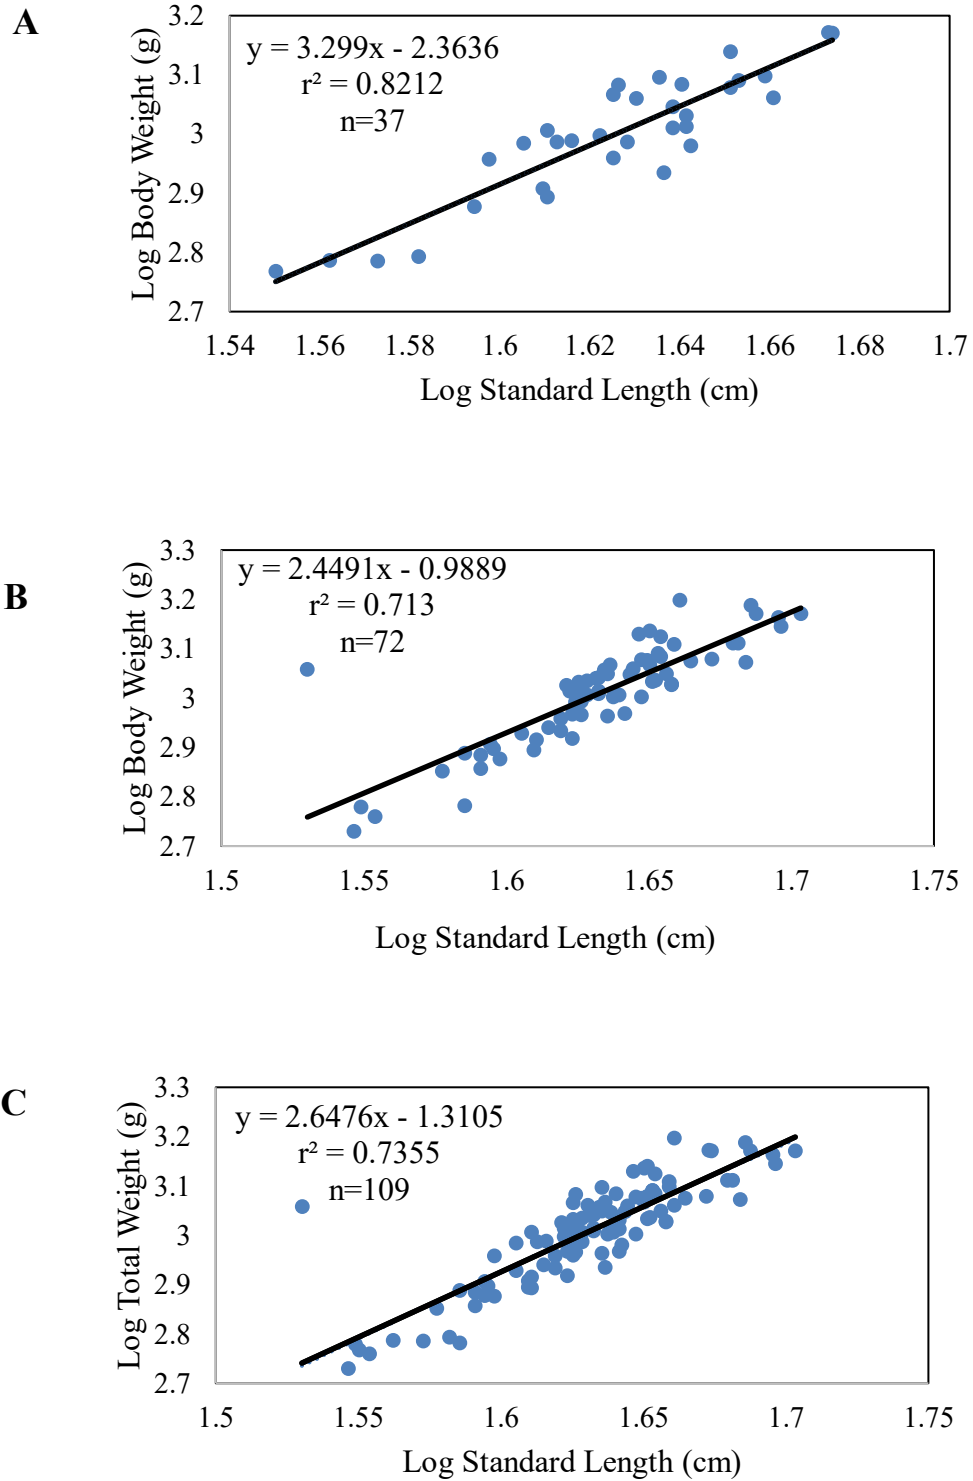 A
y = 3.299x - 2.3636
r² = 0.8212
n=37
Log Body Weight (g)
3.2
3.1
3
2.9
2.8
2.7
1.54 1.56 1.58 1.6 1.62 1.64 1.66 1.68 1.7
Log Standard Length (cm)
B
y = 2.4491x - 0.9889
r² = 0.713
n=72
Log Body Weight (g)
3.3
3.2
3.1
3
2.9
2.8
2.7
1.5 1.55 1.6 1.65 1.7 1.75
Log Standard Length (cm)
C
y = 2.6476x - 1.3105
r² = 0.7355
n=109
Log Total Weight (g)
3.3
3.2
3.1
3
2.9
2.8
2.7
1.5 1.55 1.6 1.65 1.7 1.75
Log Standard Length (cm)